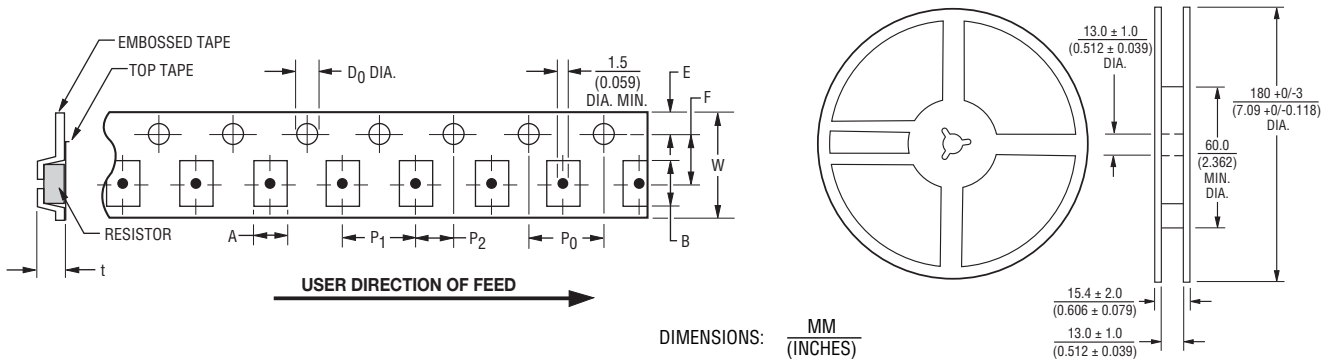 EMBOSSED TAPE
TOP TAPE
D0 DIA.
1.5
(0.059)
DIA. MIN.
E
F
W
RESISTOR
A
P1
P2
P0
B
t
USER DIRECTION OF FEED
13.0 ± 1.0
(0.512 ± 0.039)
DIA.
180 +0/-3
(7.09 +0/-0.118)
DIA.
60.0
(2.362)
MIN.
DIA.
15.4 ± 2.0
(0.606 ± 0.079)
13.0 ± 1.0
(0.512 ± 0.039)
DIMENSIONS: MM
(INCHES)